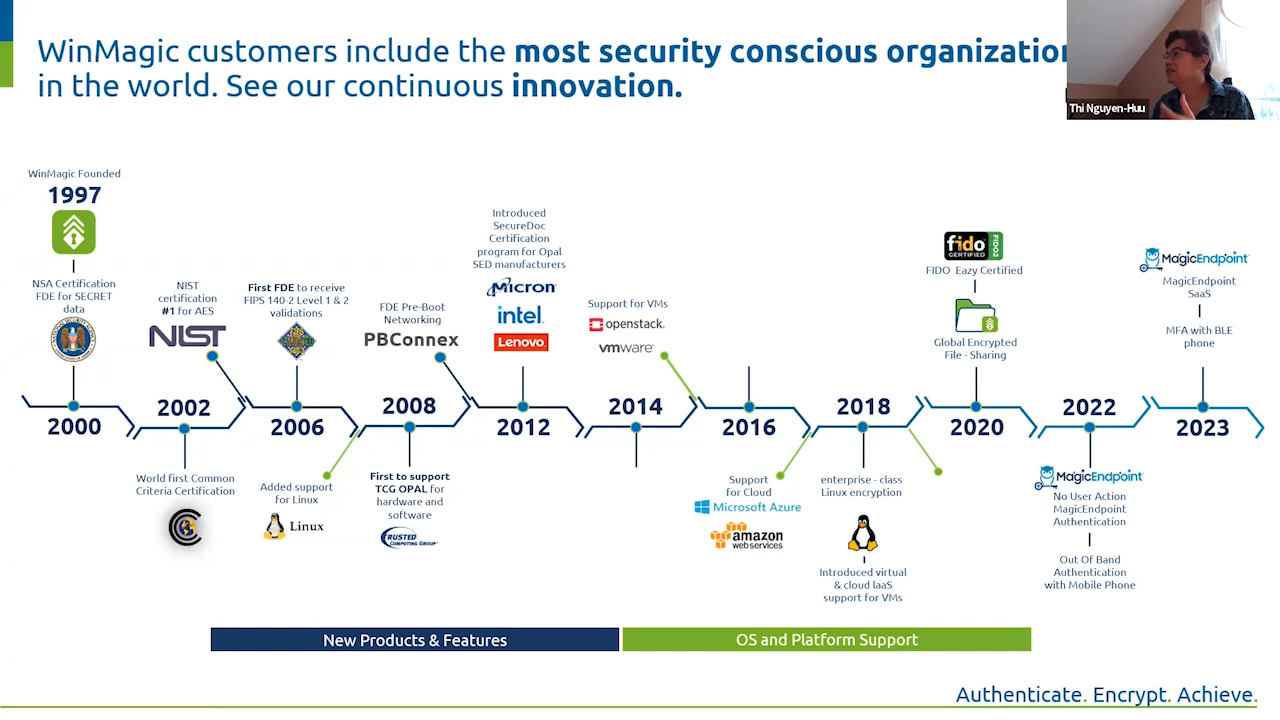 WinMagic customers include the most security conscious organization
in the world. See our continuous innovation.
Thi Nguyen-Huu
WinMagic Founded
1997
NSA Certification
FDE for SECRET
data
2000
NIST
certification
#1 for AES
NIST
2002
World first Common
Criteria Certification
First FDE to receive
FIPS 140-2 Level 1 & 2
validations
2006
Added support
for Linux
Linux
FDE Pre-Boot
Networking
PBConnex
2008
First to support
TCG OPAL for
hardware and
software
TRUSTED
COMPUTING GROUP
Introduced
SecureDoc
Certification
program for Opal
SED manufacturers
Micron
intel
Lenovo
2012
Support for VMs
openstack.
vmware
2014
2016
Support
for Cloud
Microsoft Azure
amazon
web services
2018
enterprise - class
Linux encryption
Introduced virtual
& cloud IaaS
support for VMs
fido
CERTIFIED
FIDO2
FIDO Eazy Certified
Global Encrypted
File - Sharing
2020
2022
MagicEndpoint
No User Action
MagicEndpoint
Authentication
Out Of Band
Authentication
with Mobile Phone
MagicEndpoint
MagicEndpoint
SaaS
MFA with BLE
phone
2023
New Products & Features
OS and Platform Support
Authenticate. Encrypt. Achieve.